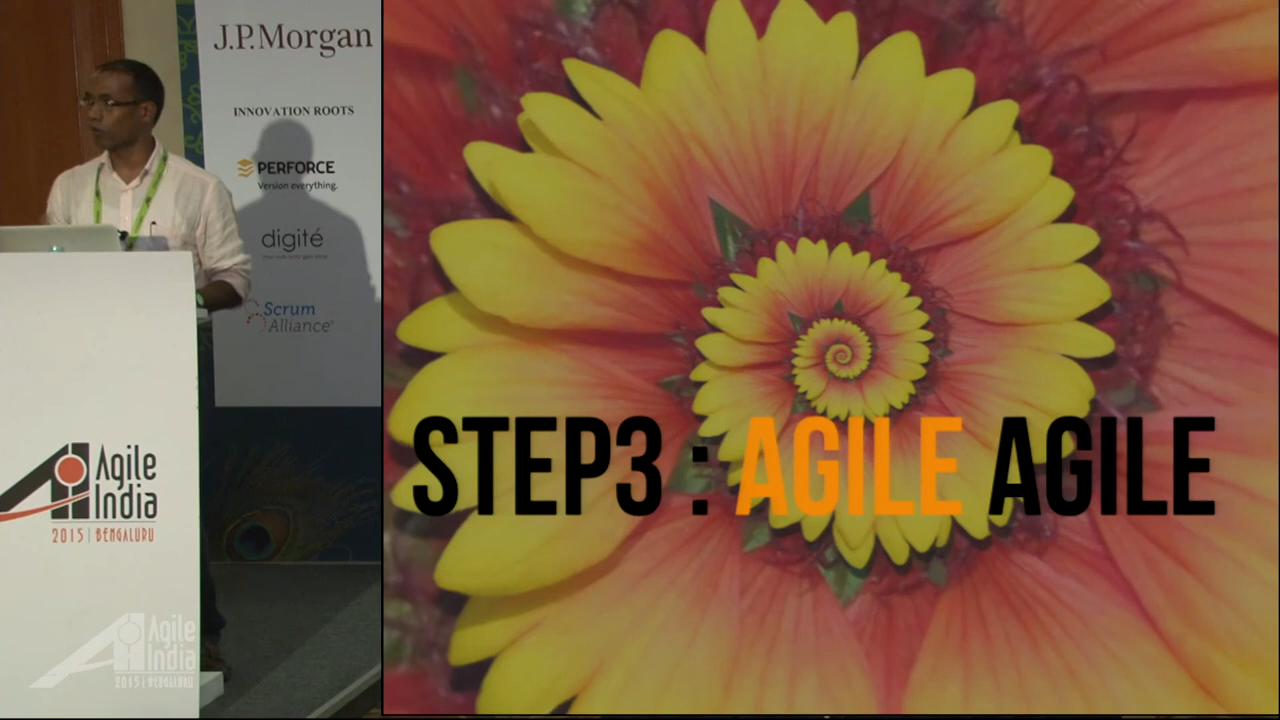 J.P.Morgan
INNOVATION ROOTS
PERFORCE
Version everything.
digité
Scrum
Alliance®
Agile
India
2015 | BENGALURU
Agile
India
2015 | BENGALURU
STEP3 : AGILE AGILE